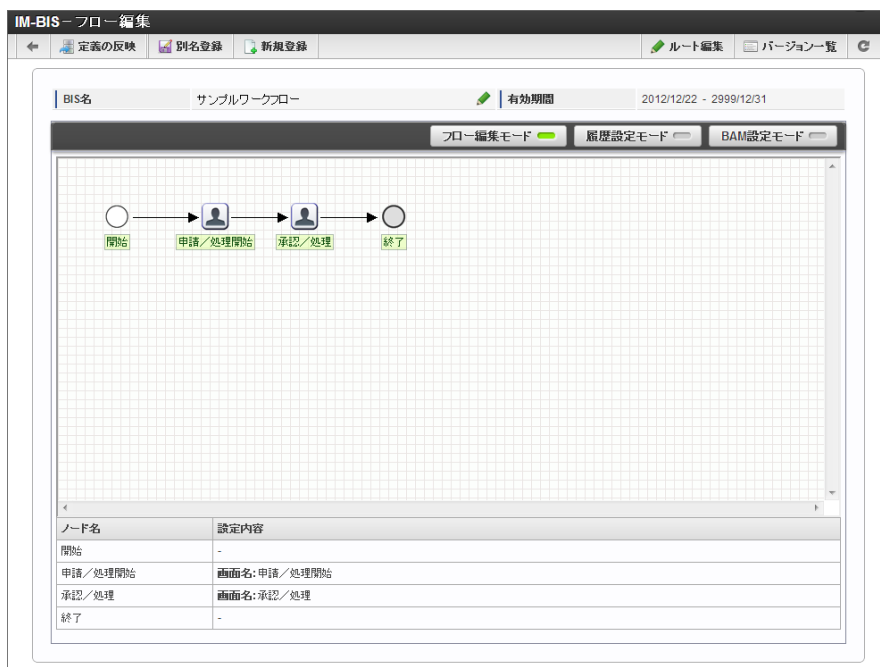 IM-BIS－フロー編集
定義の反映 別名登録 新規登録 ルート編集 バージョン一覧
BIS名 サンプルワークフロー 有効期間 2012/12/22 - 2999/12/31
フロー編集モード 履歴設定モード BAM設定モード
開始 申請／処理開始 承認／処理 終了
ノード名 設定内容
開始 -
申請／処理開始 画面名:申請／処理開始
承認／処理 画面名:承認／処理
終了 -